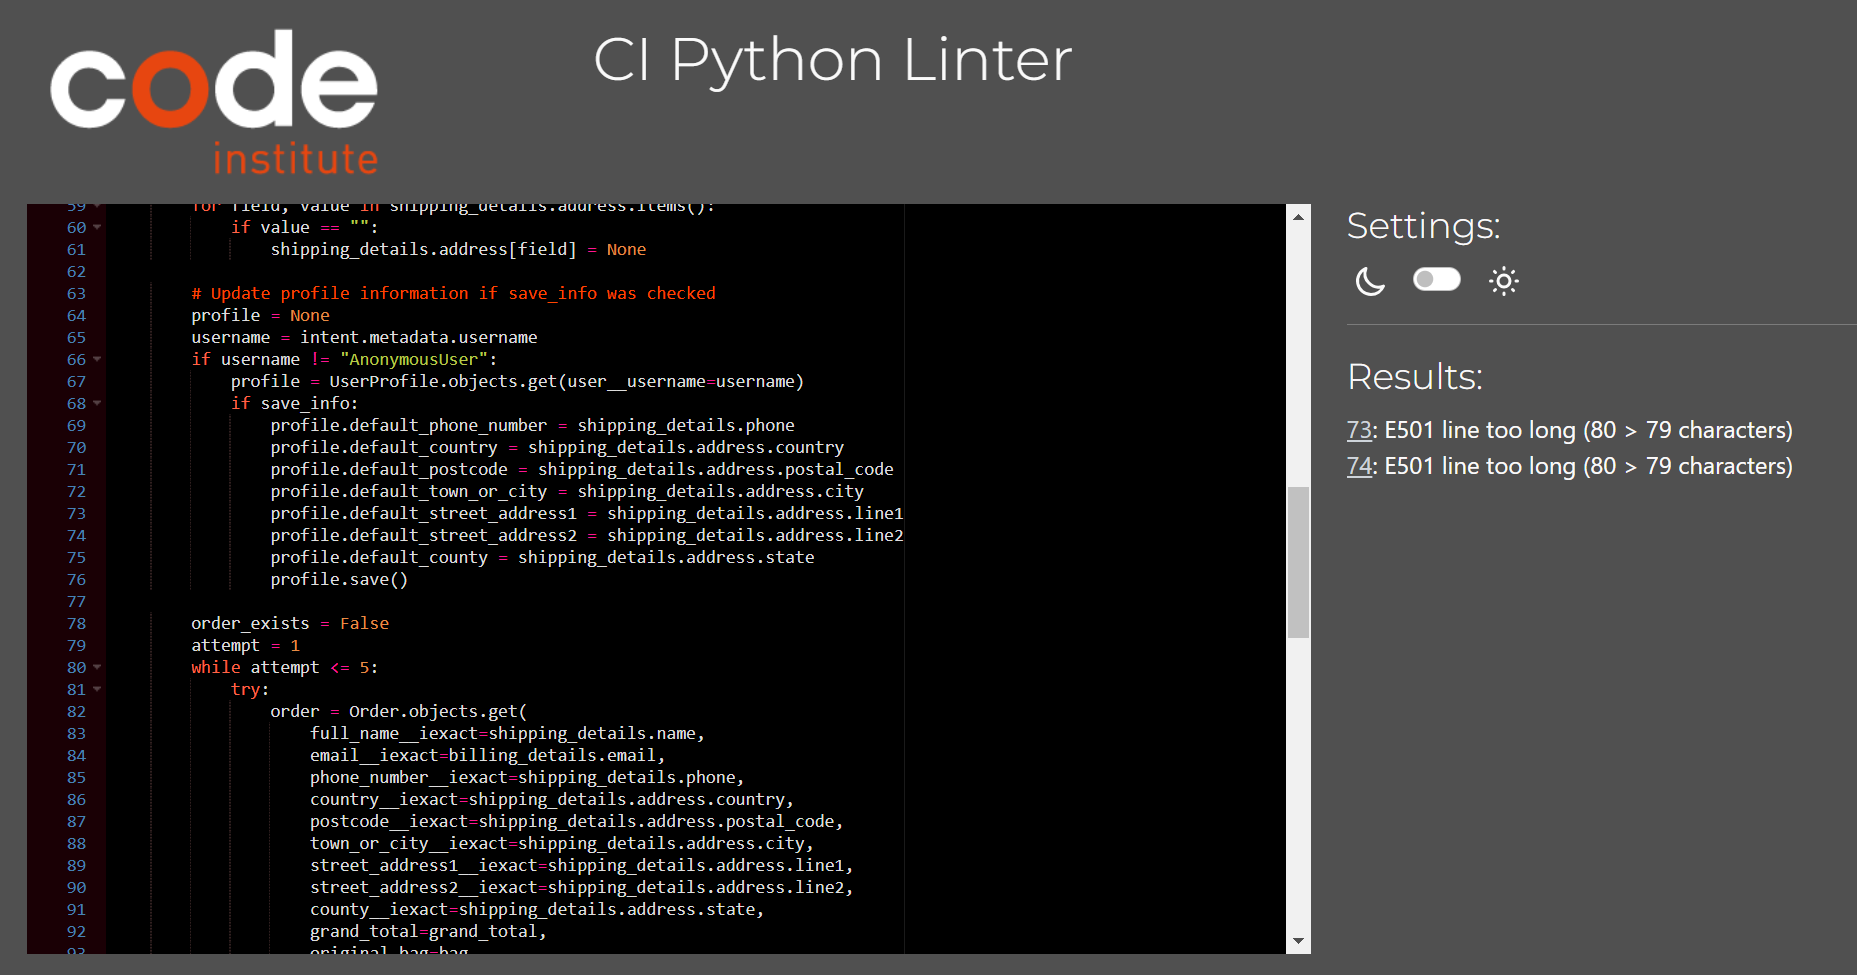 code
institute
CI Python Linter
59 for field, value in shipping_details.address.items():
60 if value == "":
61 shipping_details.address[field] = None
62
63 # Update profile information if save_info was checked
64 profile = None
65 username = intent.metadata.username
66 if username != "AnonymousUser":
67 profile = UserProfile.objects.get(user__username=username)
68 if save_info:
69 profile.default_phone_number = shipping_details.phone
70 profile.default_country = shipping_details.address.country
71 profile.default_postcode = shipping_details.address.postal_code
72 profile.default_town_or_city = shipping_details.address.city
73 profile.default_street_address1 = shipping_details.address.line1
74 profile.default_street_address2 = shipping_details.address.line2
75 profile.default_county = shipping_details.address.state
76 profile.save()
77
78 order_exists = False
79 attempt = 1
80 while attempt <= 5:
81 try:
82 order = Order.objects.get(
83 full_name__iexact=shipping_details.name,
84 email__iexact=billing_details.email,
85 phone_number__iexact=shipping_details.phone,
86 country__iexact=shipping_details.address.country,
87 postcode__iexact=shipping_details.address.postal_code,
88 town_or_city__iexact=shipping_details.address.city,
89 street_address1__iexact=shipping_details.address.line1,
90 street_address2__iexact=shipping_details.address.line2,
91 county__iexact=shipping_details.address.state,
92 grand_total=grand_total,
93 original_bag=bag
Settings:
Results:
73: E501 line too long (80 > 79 characters)
74: E501 line too long (80 > 79 characters)